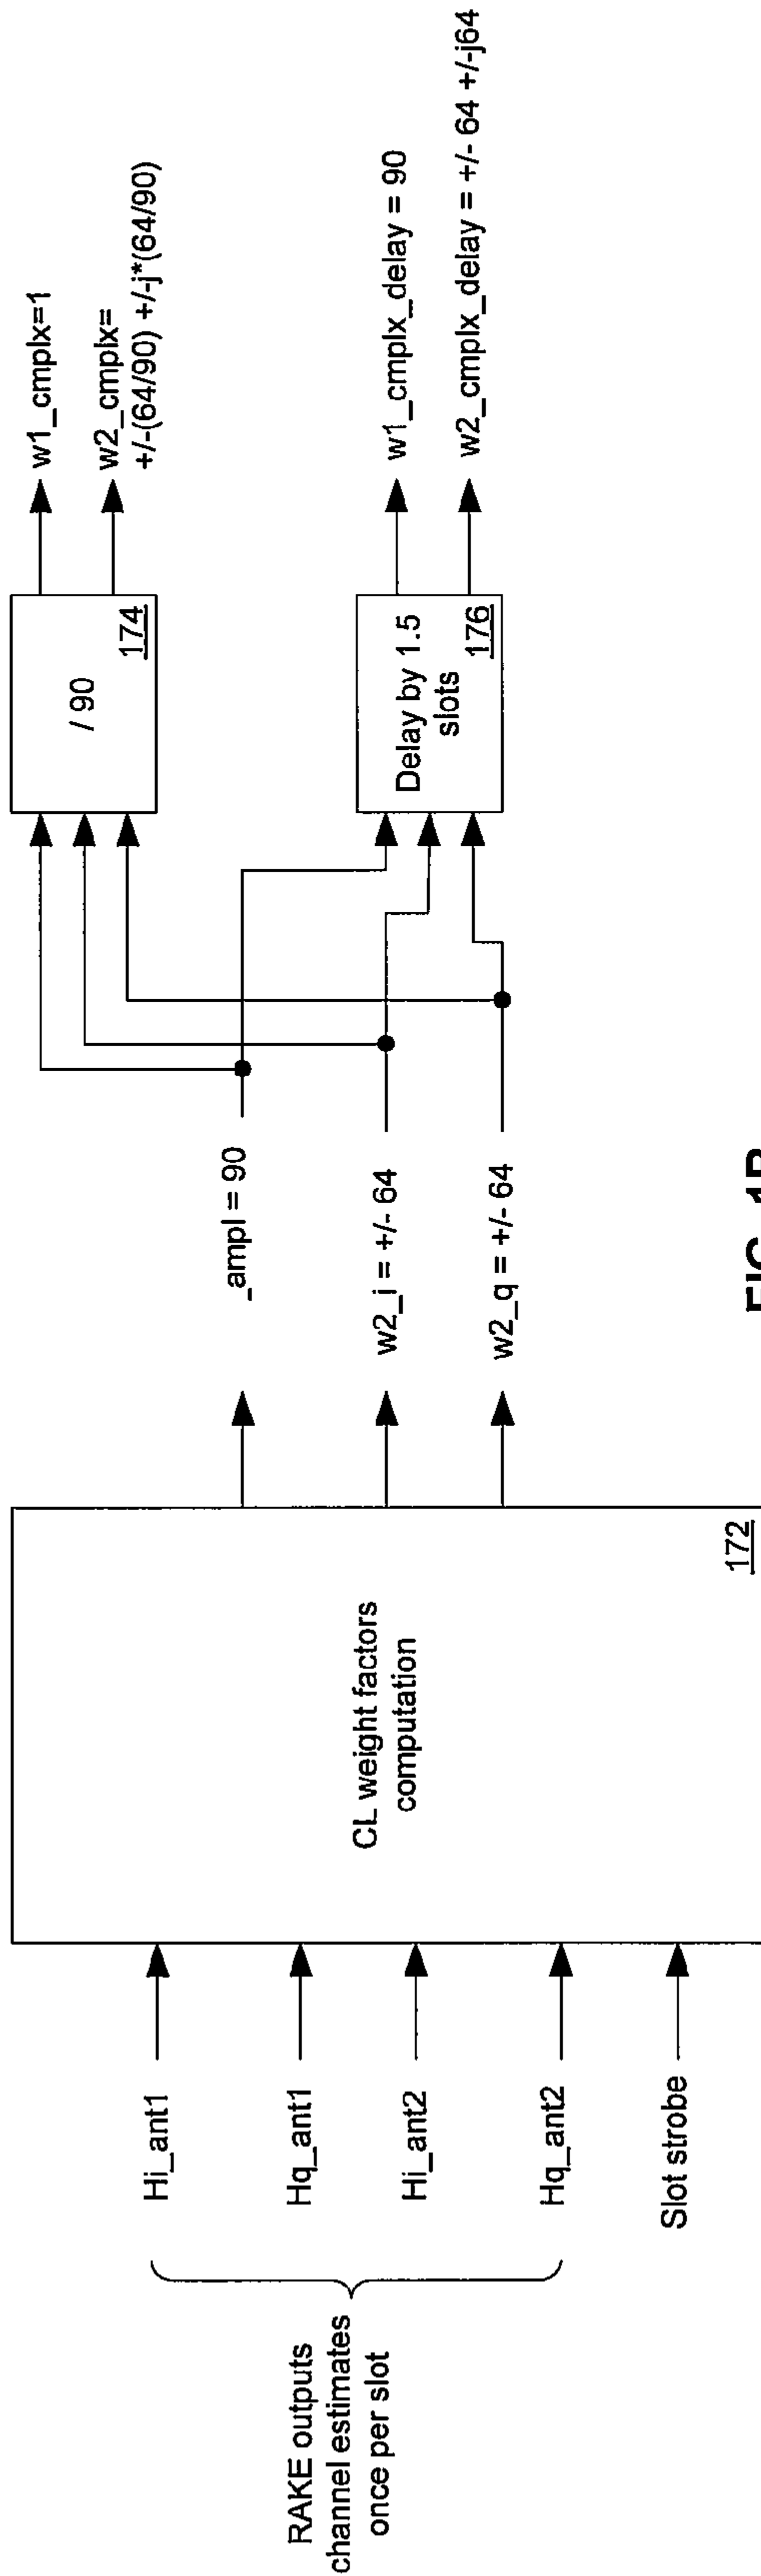 RAKE outputs
channel estimates
once per slot
Hi_ant1
Hq_ant1
Hi_ant2
Hq_ant2
Slot strobe
CL weight factors
computation
172
_ampl = 90
w2_i = +/- 64
w2_q = +/- 64
/ 90
174
Delay by 1.5
slots
176
w1_cmplx=1
w2_cmplx=
+/-(64/90) +/-j*(64/90)
w1_cmplx_delay = 90
w2_cmplx_delay = +/- 64 +/-j64